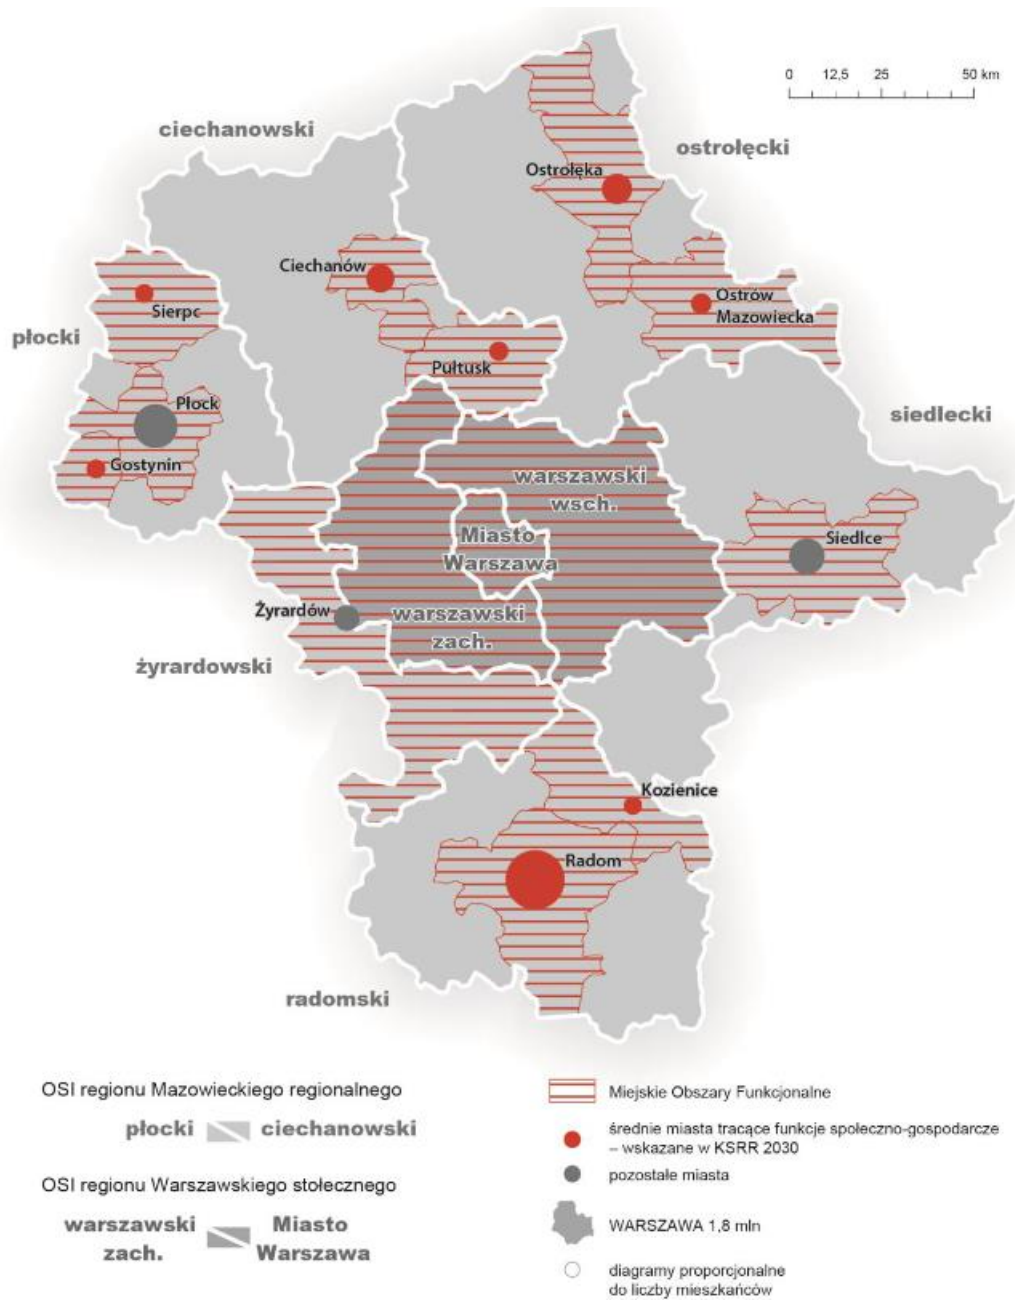 0 12,5 25 50 km
ciechanowski
ostrołęcki
Ostrołęka
Ciechanów
Sierpc
Ostrów
Mazowiecka
płocki
Pułtusk
Płock
siedlecki
Gostynin
warszawski
wsch.
Miasto
Warszawa
Siedlce
Żyrardów
warszawski
zach.
żyrardowski
Kozienice
Radom
radomski
OSI regionu Mazowieckiego regionalnego
płocki ciechanowski
OSI regionu Warszawskiego stołecznego
warszawski
zach.
Miasto
Warszawa
Miejskie Obszary Funkcjonalne
średnie miasta tracące funkcje społeczno-gospodarcze
– wskazane w KSRR 2030
pozostałe miasta
WARSZAWA 1,8 mln
diagramy proporcjonalne
do liczby mieszkańców